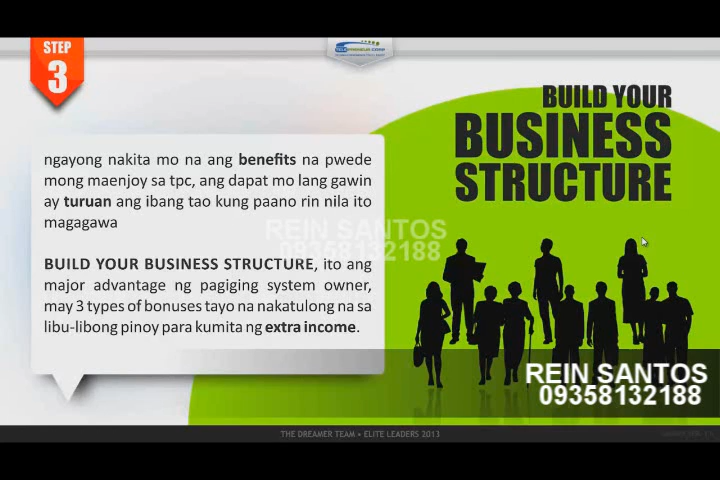 STEP
3
BUILD YOUR
BUSINESS
STRUCTURE
ngayong nakita mo na ang benefits na pwede
mong maenjoy sa tpc, ang dapat mo lang gawin
ay turuan ang ibang tao kung paano rin nila ito
magagawa
BUILD YOUR BUSINESS STRUCTURE, ito ang
major advantage ng pagiging system owner,
may 3 types of bonuses tayo na nakatulong na sa
libu-libong pinoy para kumita ng extra income.
REIN SANTOS
09358132188
REIN SANTOS
09358132188
THE DREAMER TEAM • ELITE LEADERS 2013